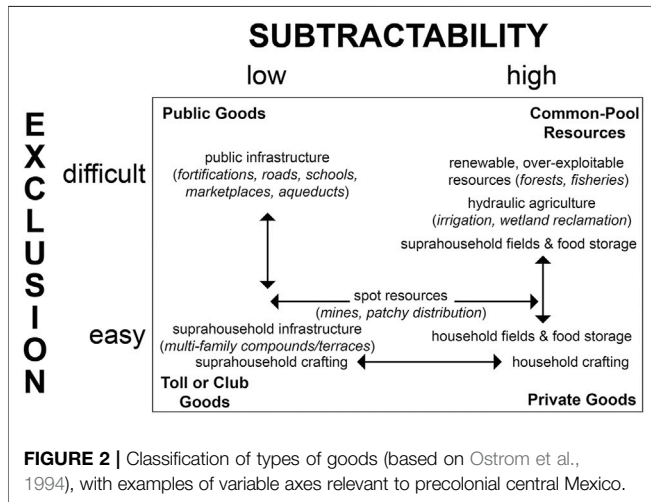 SUBTRACTABILITY
low high
EXCLUSION
difficult
easy
Public Goods
public infrastructure
(fortifications, roads, schools,
marketplaces, aqueducts)
Common-Pool
Resources
renewable, over-exploitable
resources (forests, fisheries)
hydraulic agriculture
(irrigation, wetland reclamation)
suprahousehold fields & food storage
spot resources
(mines, patchy distribution)
suprahousehold infrastructure
(multi-family compounds/terraces)
suprahousehold crafting
Toll or Club
Goods
household fields & food storage
household crafting
Private Goods
FIGURE 2 | Classification of types of goods (based on Ostrom et al.,
1994), with examples of variable axes relevant to precolonial central Mexico.